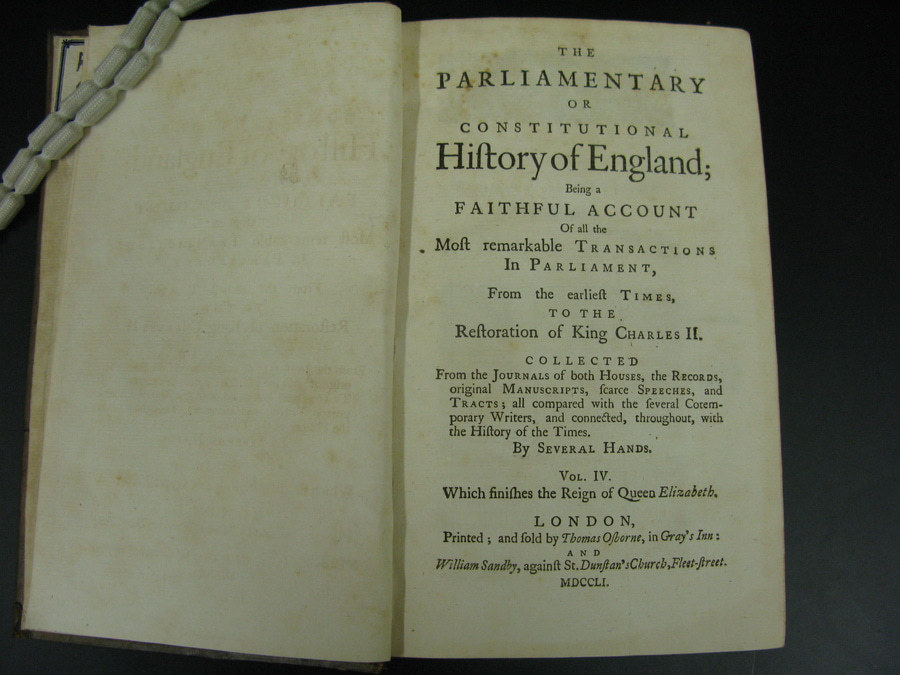 THE
PARLIAMENTARY
OR
CONSTITUTIONAL
Hiſtory of England;
Being a
FAITHFUL ACCOUNT
Of all the
Moſt remarkable TRANSACTIONS
In PARLIAMENT,
From the earlieſt TIMES,
TO THE
Reſtoration of King CHARLES II.
COLLECTED
From the JOURNALS of both HOUSES, the RECORDS,
original MANUSCRIPTS, ſcarce SPEECHES, and
TRACTS; all compared with the ſeveral Cotem-
porary Writers, and connected, throughout, with
the Hiſtory of the Times.
By SEVERAL HANDS.
VOL. IV.
Which finiſhes the Reign of Queen Elizabeth.
LONDON,
Printed; and ſold by Thomas Oſborne, in Gray's Inn:
AND
William Sandby, againſt St. Dunſtan's Church, Fleet-ſtreet.
MDCCLI.